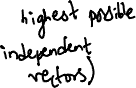 highest possible
independent
vectors)